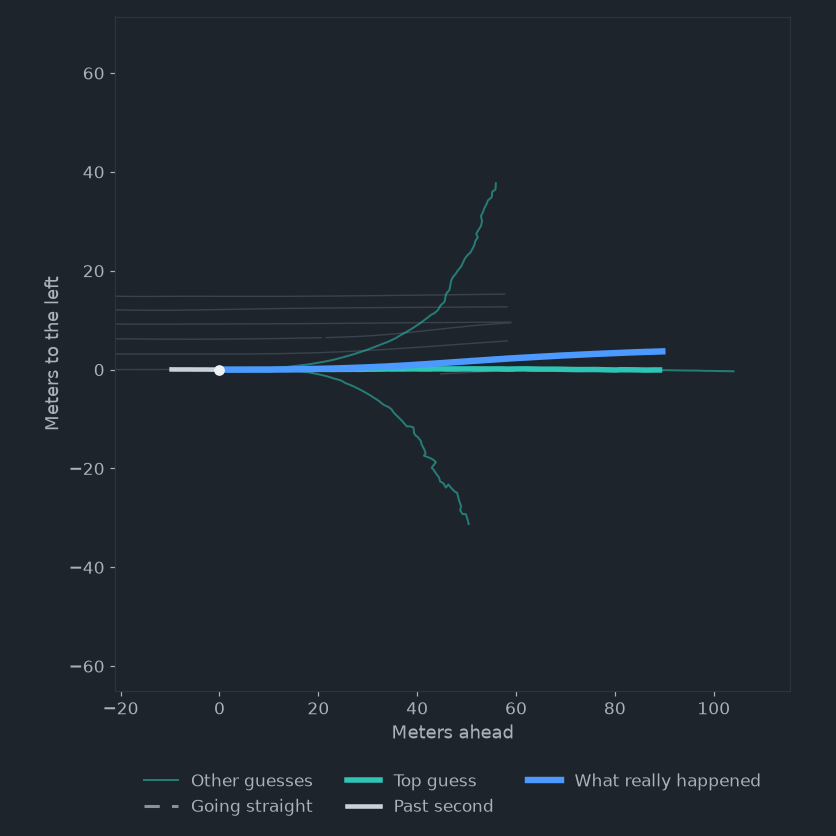 60
40
20
0
−20
−40
−60
Meters to the left
−20 0 20 40 60 80 100
Meters ahead
Other guesses Top guess What really happened
Going straight Past second